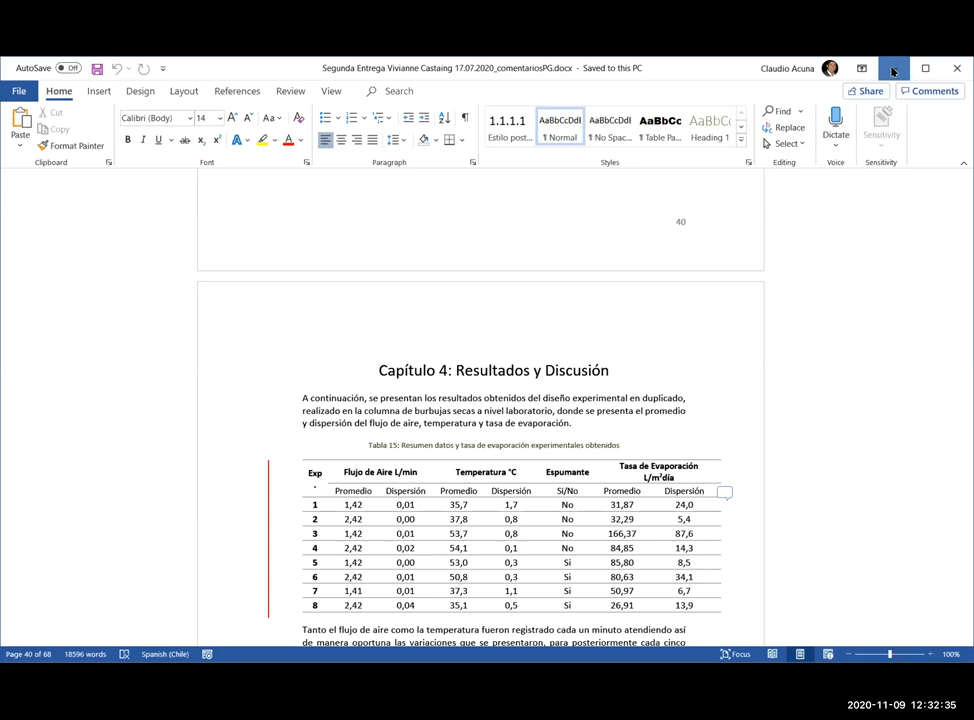 AutoSave Off Segunda Entrega Vivianne Castaing 17.07.2020_comentariosPG.docx - Saved to this PC Claudio Acuna
File Home Insert Design Layout References Review View Search Share Comments
Paste Cut Copy Format Painter
Calibri (Body) 14 A A Aa A
B I U ab x₂ x² A A
1.1.1.1 AaBbCcDdI AaBbCcDdI AaBbCc AaBbC
Estilo post... ¶ Normal ¶ No Spac... ¶ Table Pa... Heading 1
Find Replace Select
Dictate Sensitivity
Clipboard Font Paragraph Styles Editing Voice Sensitivity
40
Capítulo 4: Resultados y Discusión
A continuación, se presentan los resultados obtenidos del diseño experimental en duplicado,
realizado en la columna de burbujas secas a nivel laboratorio, donde se presenta el promedio
y dispersión del flujo de aire, temperatura y tasa de evaporación.
Tabla 15: Resumen datos y tasa de evaporación experimentales obtenidos
Exp. Flujo de Aire L/min Temperatura °C Espumante Tasa de Evaporación L/m²día
Promedio Dispersión Promedio Dispersión Si/No Promedio Dispersión
1 1,42 0,01 35,7 1,7 No 31,87 24,0
2 2,42 0,00 37,8 0,8 No 32,29 5,4
3 1,42 0,01 53,7 0,8 No 166,37 87,6
4 2,42 0,02 54,1 0,1 No 84,85 14,3
5 1,42 0,00 53,0 0,3 Si 85,80 8,5
6 2,42 0,01 50,8 0,3 Si 80,63 34,1
7 1,41 0,01 37,3 1,1 Si 50,97 6,7
8 2,42 0,04 35,1 0,5 Si 26,91 13,9
Tanto el flujo de aire como la temperatura fueron registrado cada un minuto atendiendo así
de manera oportuna las variaciones que se presentaron, para posteriormente cada cinco
Page 40 of 68 18596 words Spanish (Chile) Focus 100%
2020-11-09 12:32:35